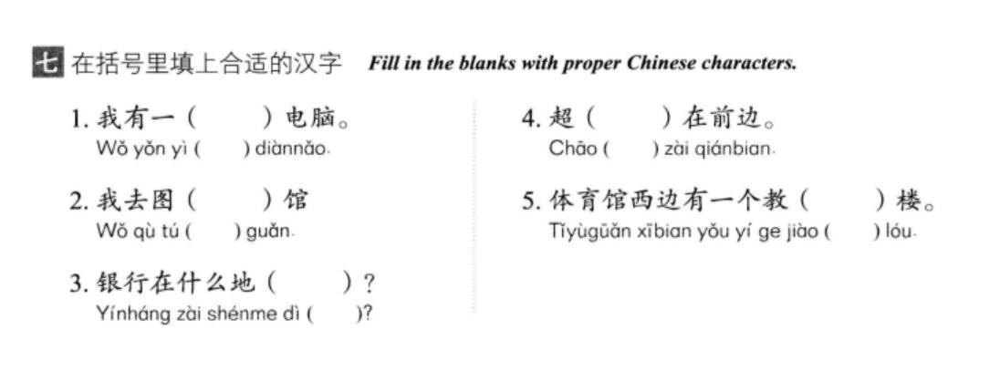 七 在括号里填上合适的汉字 Fill in the blanks with proper Chinese characters.
1. 我有一（ ）电脑。
Wǒ yǒn yì ( ) diànnǎo.
2. 我去图（ ）馆
Wǒ qù tú ( ) guǎn.
3. 银行在什么地（ ）？
Yínháng zài shénme dì ( )?
4. 超（ ）在前边。
Chāo ( ) zài qiánbian.
5. 体育馆西边有一个教（ ）楼。
Tǐyùgūǎn xībian yǒu yí ge jiào ( ) lóu.